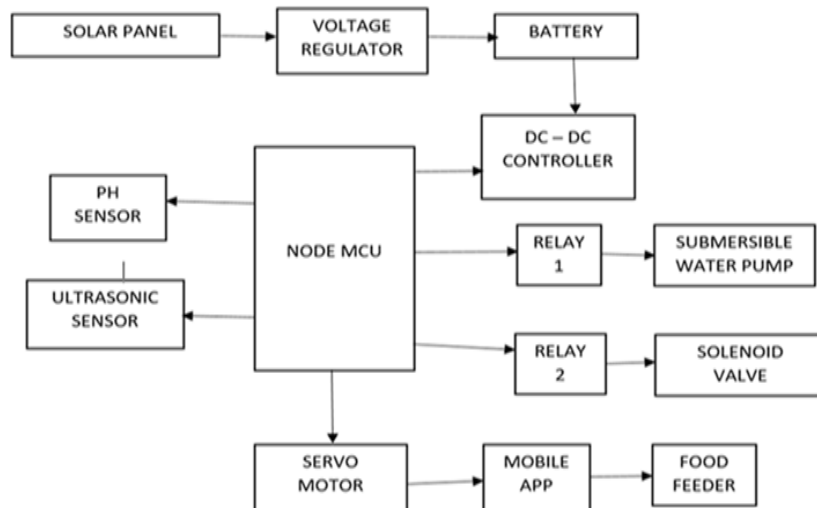 SOLAR PANEL
VOLTAGE
REGULATOR
BATTERY
DC – DC
CONTROLLER
PH
SENSOR
NODE MCU
RELAY
1
SUBMERSIBLE
WATER PUMP
ULTRASONIC
SENSOR
RELAY
2
SOLENOID
VALVE
SERVO
MOTOR
MOBILE
APP
FOOD
FEEDER